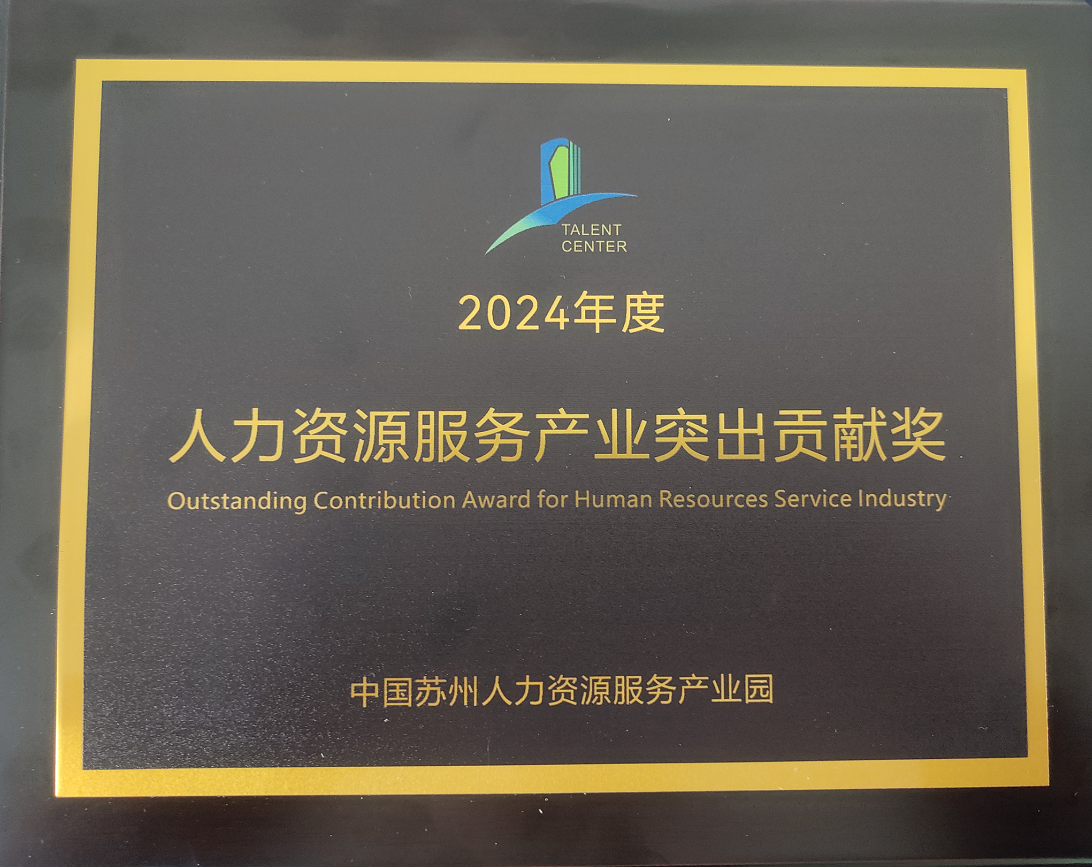 TALENT
CENTER
2024年度
人力资源服务产业突出贡献奖
Outstanding Contribution Award for Human Resources Service Industry
中国苏州人力资源服务产业园